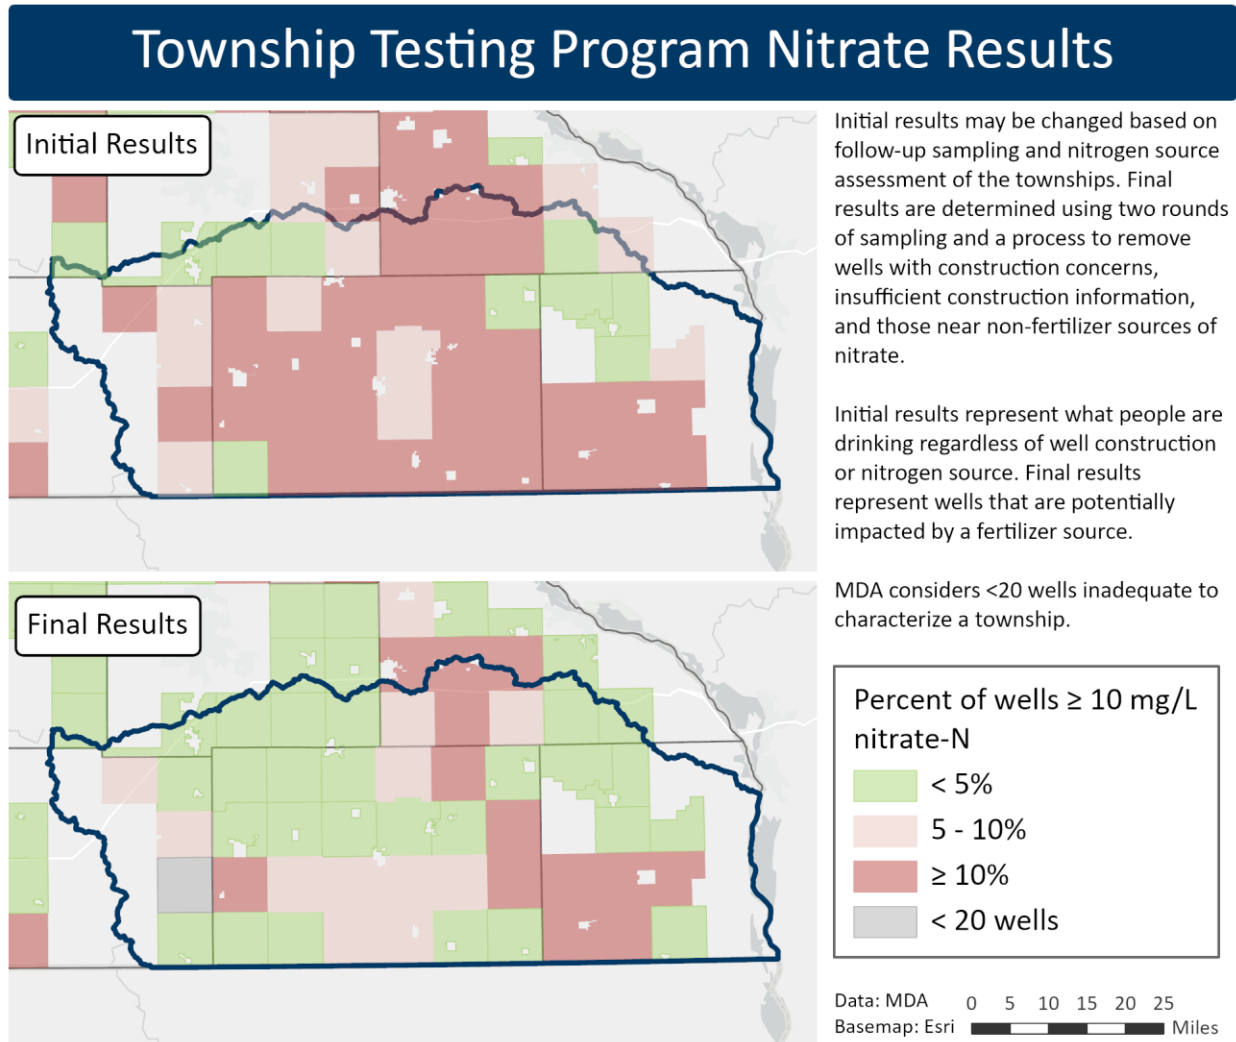 Township Testing Program Nitrate Results
Initial Results
Initial results may be changed based on
follow-up sampling and nitrogen source
assessment of the townships. Final
results are determined using two rounds
of sampling and a process to remove
wells with construction concerns,
insufficient construction information,
and those near non-fertilizer sources of
nitrate.
Initial results represent what people are
drinking regardless of well construction
or nitrogen source. Final results
represent wells that are potentially
impacted by a fertilizer source.
MDA considers <20 wells inadequate to
characterize a township.
Final Results
Percent of wells ≥ 10 mg/L
nitrate-N
< 5%
5 - 10%
≥ 10%
< 20 wells
Data: MDA
Basemap: Esri
0 5 10 15 20 25
Miles